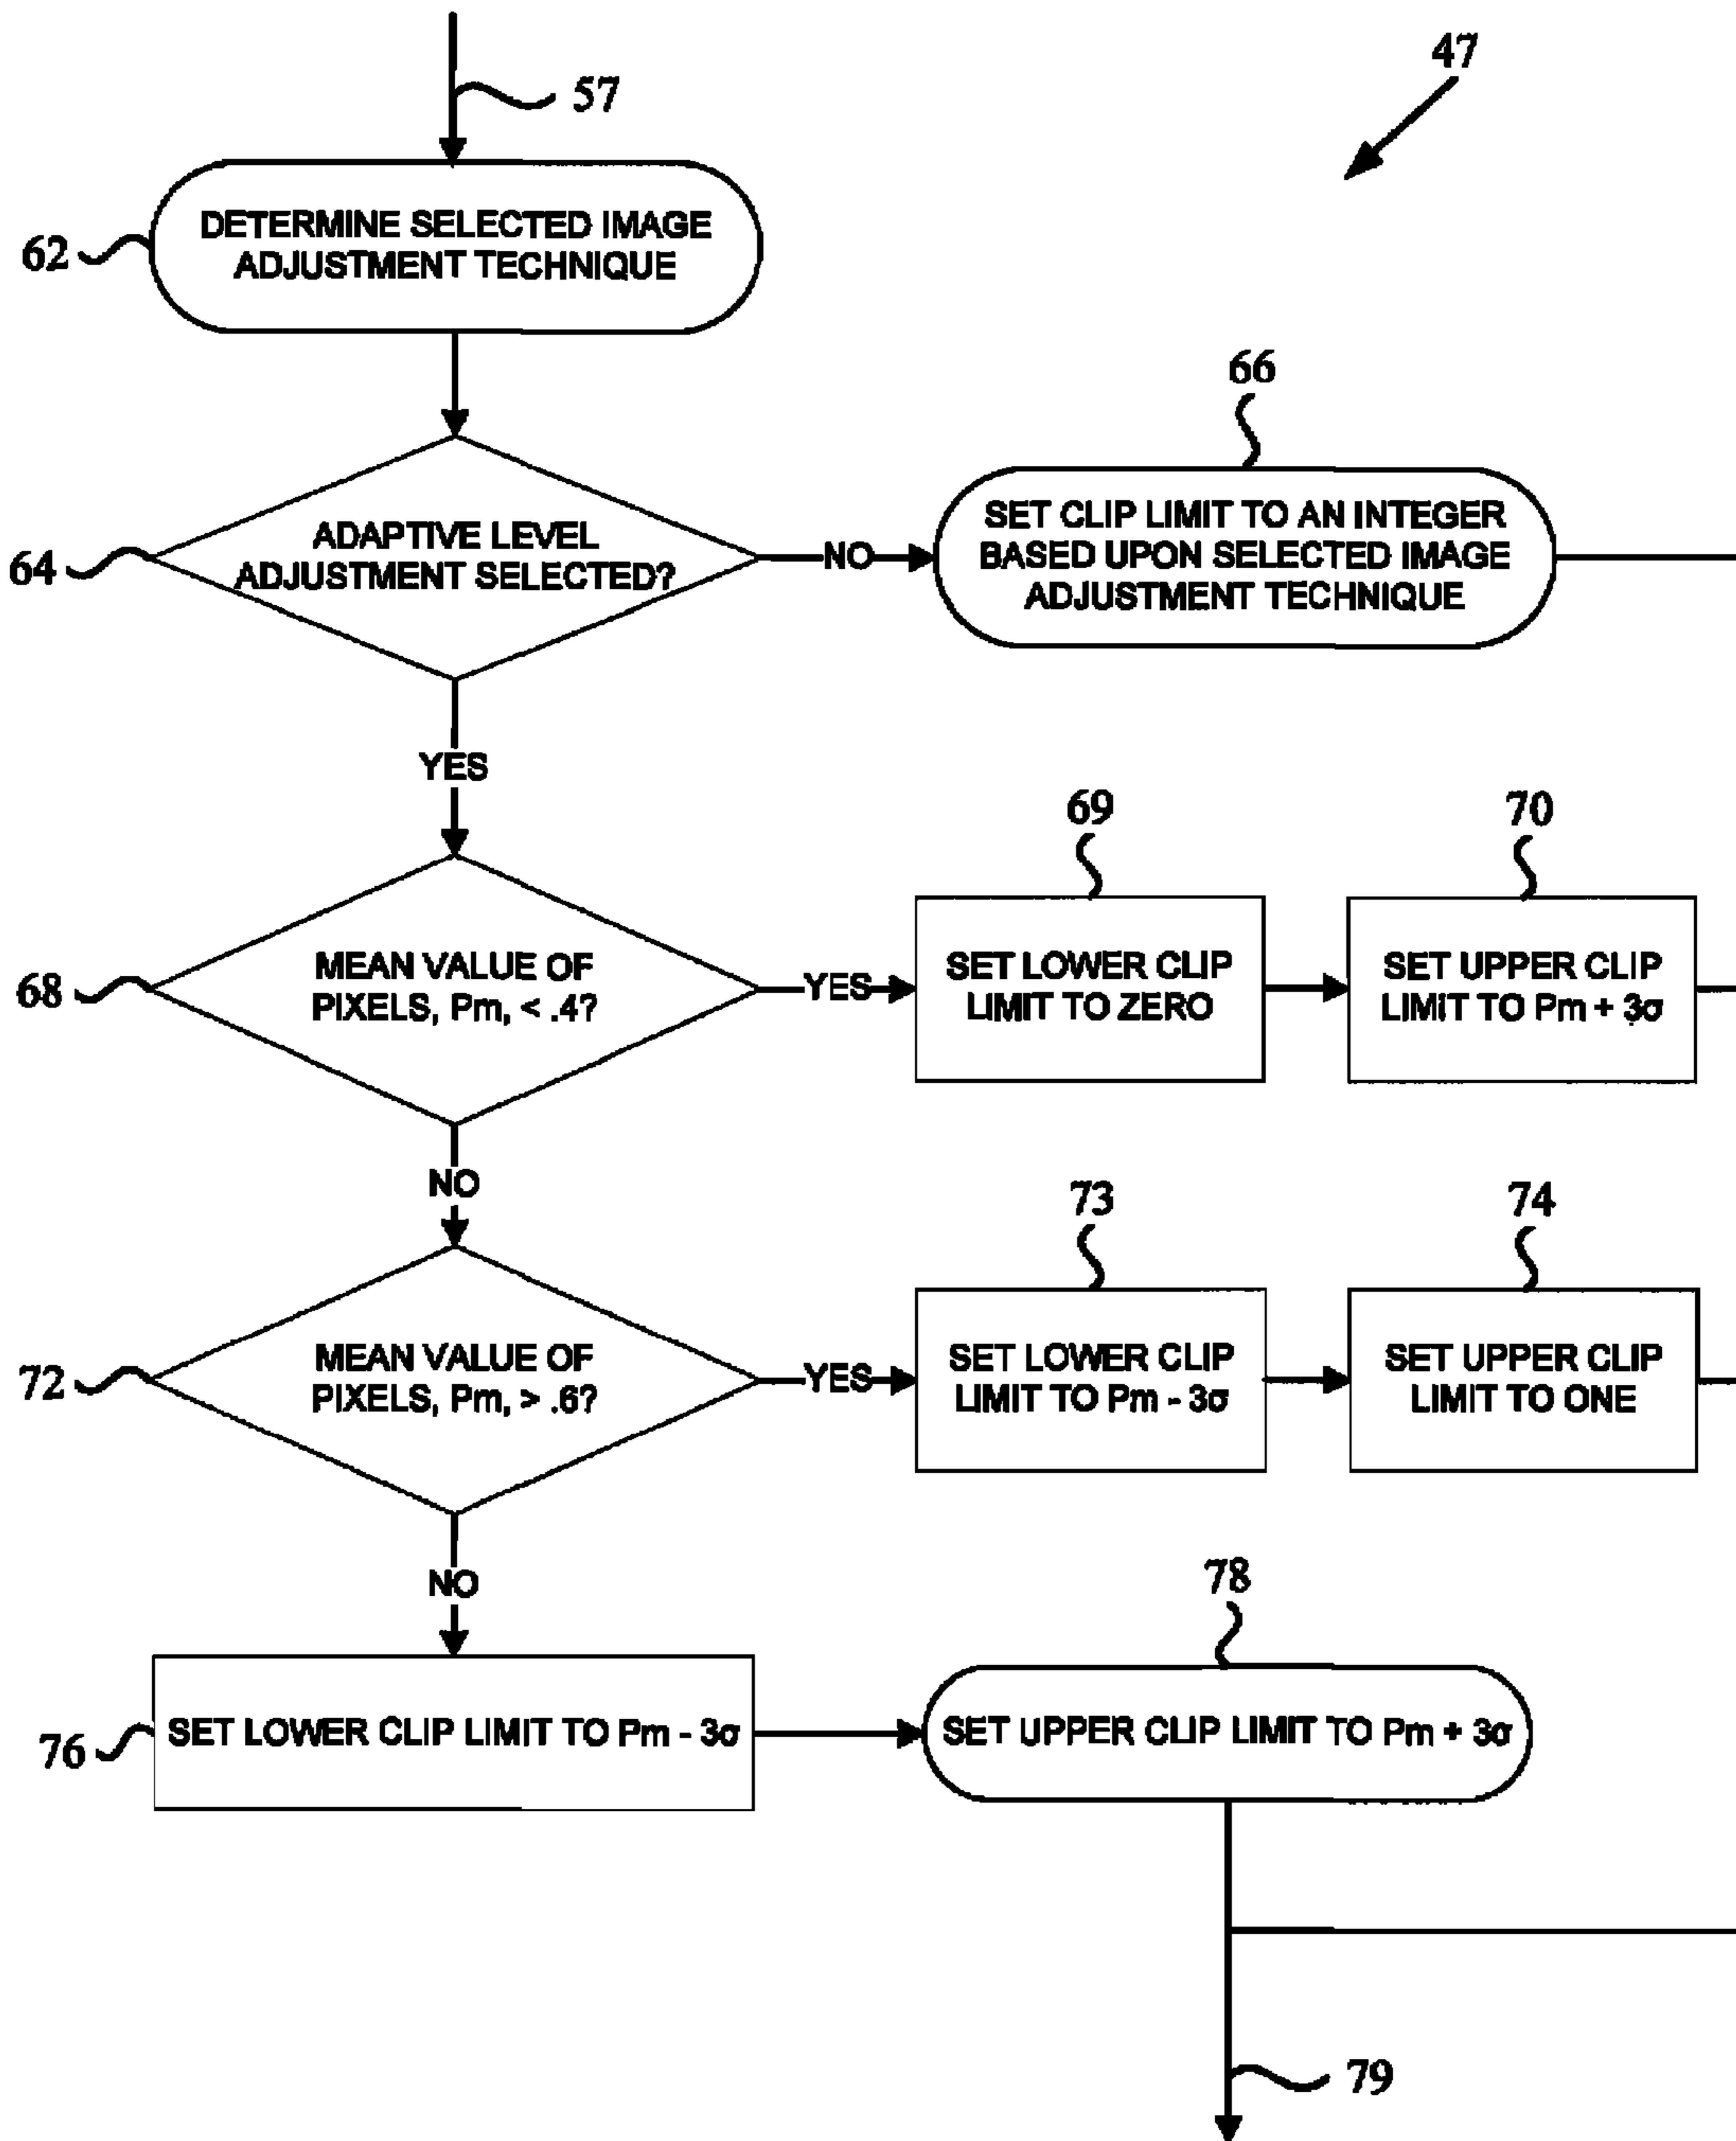 57
47
62
DETERMINE SELECTED IMAGE
ADJUSTMENT TECHNIQUE
64
ADAPTIVE LEVEL
ADJUSTMENT SELECTED?
NO
66
SET CLIP LIMIT TO AN INTEGER
BASED UPON SELECTED IMAGE
ADJUSTMENT TECHNIQUE
YES
68
MEAN VALUE OF
PIXELS, Pm, < .4?
YES
69
SET LOWER CLIP
LIMIT TO ZERO
70
SET UPPER CLIP
LIMIT TO Pm + 3σ
NO
72
MEAN VALUE OF
PIXELS, Pm, > .6?
YES
73
SET LOWER CLIP
LIMIT TO Pm - 3σ
74
SET UPPER CLIP
LIMIT TO ONE
NO
76
SET LOWER CLIP LIMIT TO Pm - 3σ
78
SET UPPER CLIP LIMIT TO Pm + 3σ
79